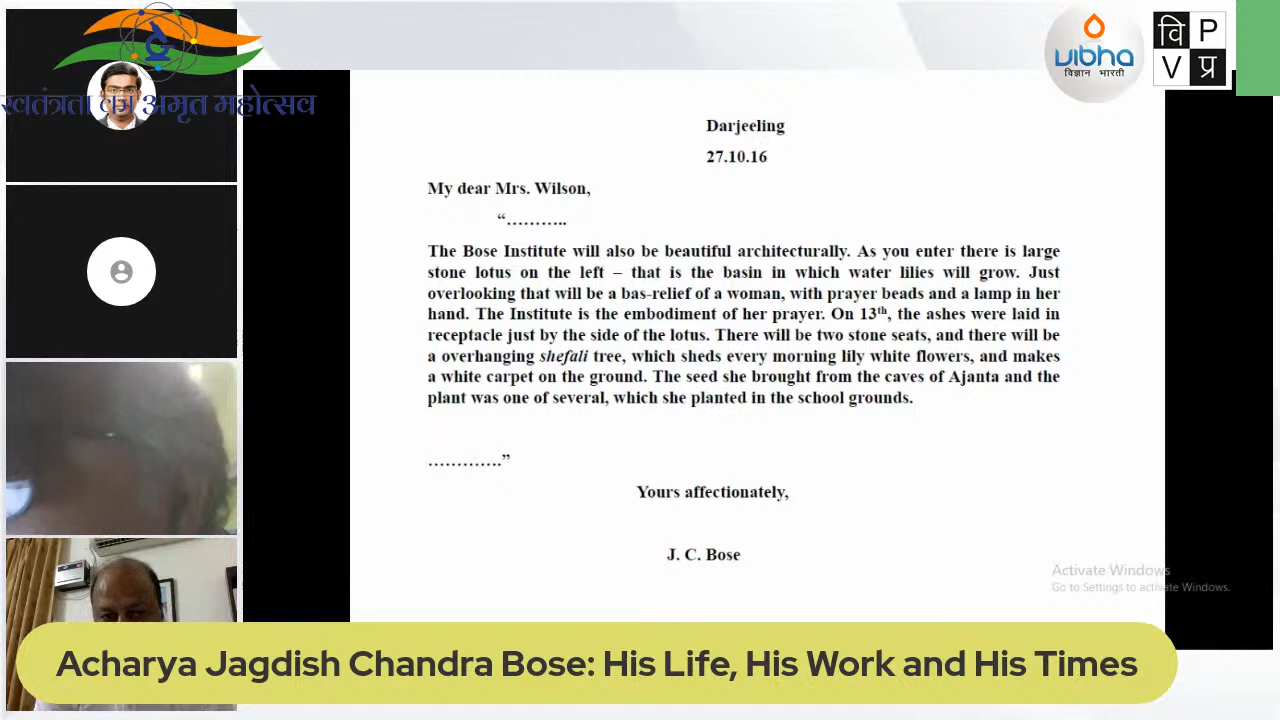 स्वतंत्रता का अमृत महोत्सव
vibha
विज्ञान भारती
वि P
V प्र
Darjeeling
27.10.16
My dear Mrs. Wilson,
“………..
The Bose Institute will also be beautiful architecturally. As you enter there is large
stone lotus on the left – that is the basin in which water lilies will grow. Just
overlooking that will be a bas-relief of a woman, with prayer beads and a lamp in her
hand. The Institute is the embodiment of her prayer. On 13th, the ashes were laid in
receptacle just by the side of the lotus. There will be two stone seats, and there will be
a overhanging shefali tree, which sheds every morning lily white flowers, and makes
a white carpet on the ground. The seed she brought from the caves of Ajanta and the
plant was one of several, which she planted in the school grounds.
………….”
Yours affectionately,
J. C. Bose
Activate Windows
Go to Settings to activate Windows.
Acharya Jagdish Chandra Bose: His Life, His Work and His Times